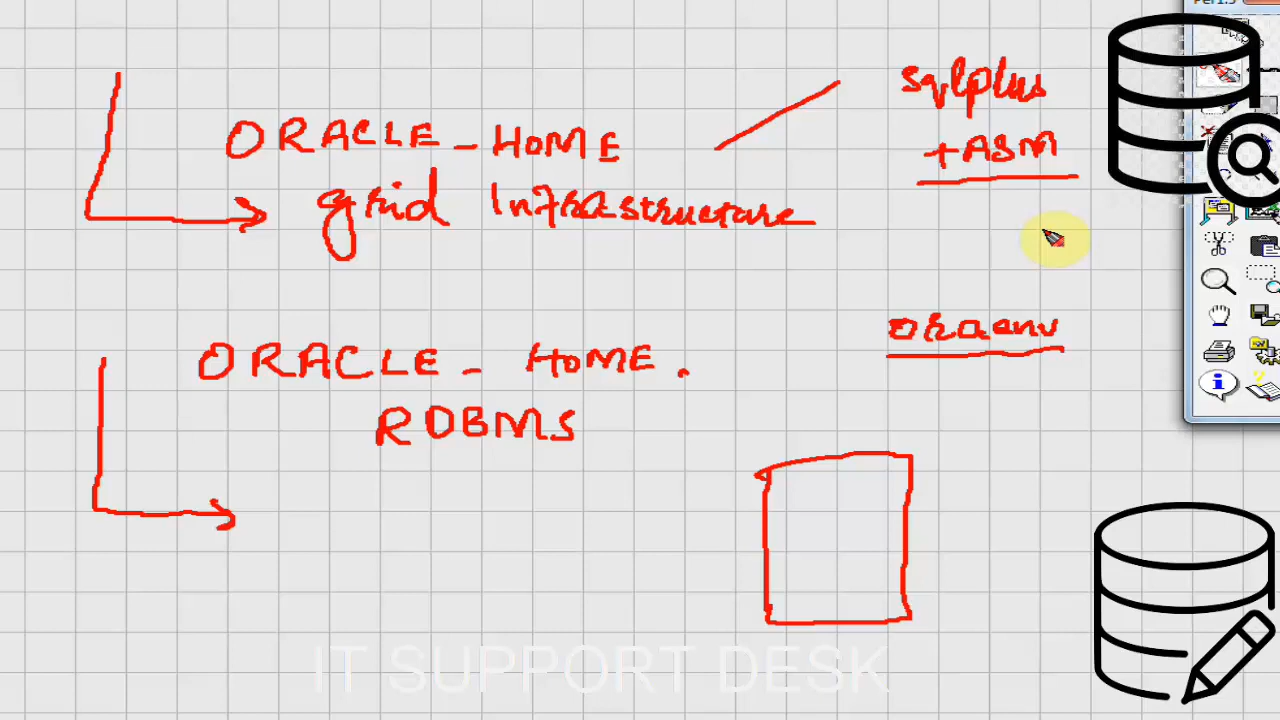 sqlplus
ORACLE_HOME
+ASM
grid Infrastructure
oraenv
ORACLE_HOME.
RDBMS
IT SUPPORT DESK